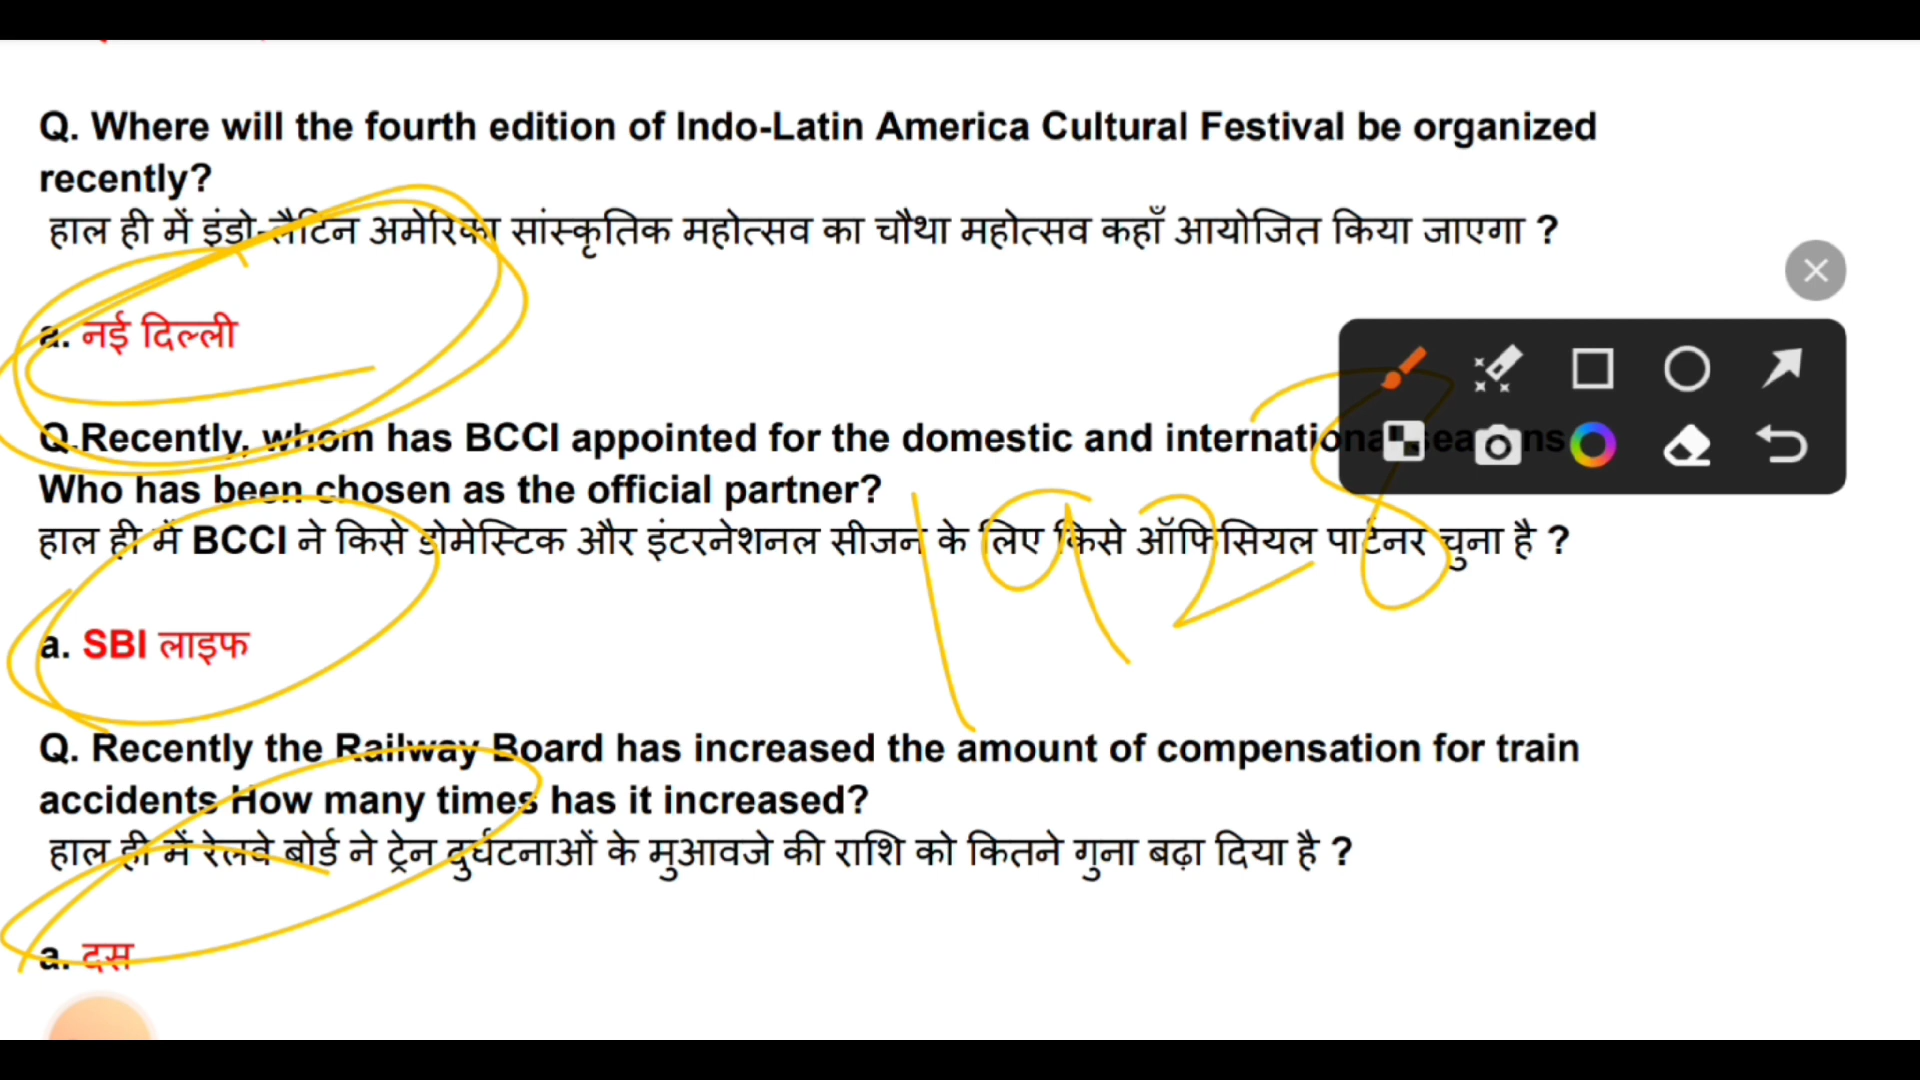 Q. Where will the fourth edition of Indo-Latin America Cultural Festival be organized
recently?
हाल ही में इंडो-लैटिन अमेरिका सांस्कृतिक महोत्सव का चौथा महोत्सव कहाँ आयोजित किया जाएगा ?
a. नई दिल्ली
Q.Recently, whom has BCCI appointed for the domestic and international seasons
Who has been chosen as the official partner?
हाल ही में BCCI ने किसे डोमेस्टिक और इंटरनेशनल सीजन के लिए किसे ऑफिसियल पार्टनर चुना है ?
1928
a. SBI लाइफ
Q. Recently the Railway Board has increased the amount of compensation for train
accidents How many times has it increased?
हाल ही में रेलवे बोर्ड ने ट्रेन दुर्घटनाओं के मुआवजे की राशि को कितने गुना बढ़ा दिया है ?
a. दस